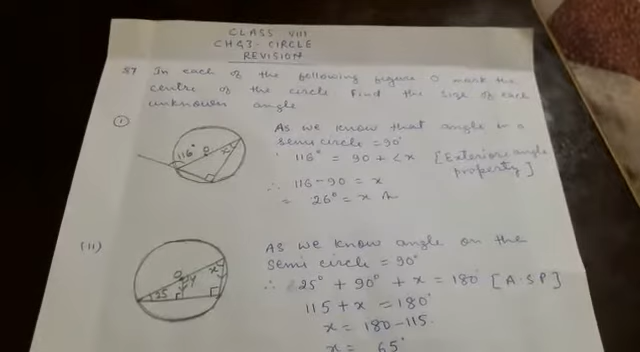 CLASS VIII
CH43- CIRCLE
REVISION
87 In each of the following figure O mark the
centre of the circle Find the size of each
unknown angle
(i)
116° O x
As we know that angle in a
semi circle = 90°
116° = 90 + <x [Exterior angle
property]
∴ 116 - 90 = x
= 26° = x
(ii)
O
y
x
25
As we know angle on the
semi circle = 90°
∴ 25° + 90° + x = 180° [A.S.P]
115 + x = 180°
x = 180-115.
x = 65°